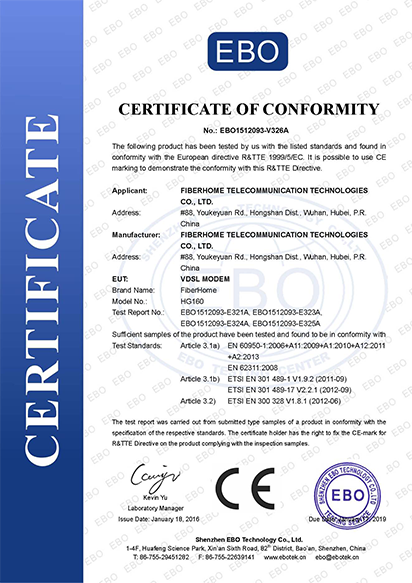 EBO
CERTIFICATE
CERTIFICATE OF CONFORMITY
No.: EBO1512093-V326A
The following product has been tested by us with the listed standards and found in
conformity with the European directive R&TTE 1999/5/EC. It is possible to use CE
marking to demonstrate the conformity with this R&TTE Directive.
Applicant: FIBERHOME TELECOMMUNICATION TECHNOLOGIES
CO., LTD.
Address: #88, Youkeyuan Rd., Hongshan Dist., Wuhan, Hubei, P.R.
China
Manufacturer: FIBERHOME TELECOMMUNICATION TECHNOLOGIES
CO., LTD.
Address: #88, Youkeyuan Rd., Hongshan Dist., Wuhan, Hubei, P.R.
China
EUT: VDSL MODEM
Brand Name: FiberHome
Model No.: HG160
Test Report No.: EBO1512093-E321A, EBO1512093-E323A,
EBO1512093-E324A, EBO1512093-E325A
Sufficient samples of the product have been tested and found to be in conformity with
Test Standards: Article 3.1a) EN 60950-1:2006+A11:2009+A1:2010+A12:2011
+A2:2013
EN 62311:2008
Article 3.1b) ETSI EN 301 489-1 V1.9.2 (2011-09)
ETSI EN 301 489-17 V2.2.1 (2012-09)
Article 3.2) ETSI EN 300 328 V1.8.1 (2012-06)
The test report was carried out from submitted type samples of a product in conformity with the
specification of the respective standards. The certificate holder has the right to fix the CE-mark for
R&TTE Directive on the product complying with the inspection samples.
CE
Kevin Yu
Laboratory Manager
Issue Date: January 18, 2016
SHENZHEN EBO TECHNOLOGY CO.,LTD
EBO
TESTING SERVICE
Due Date: 2019
Shenzhen EBO Technology Co., Ltd.
1-4F, Huafeng Science Park, Xin'an Sixth Road, 82th District, Bao'an, Shenzhen, China
T: 86-755-29451282 F: 86-755-22639141 www.ebotek.cn www.ebotest.com